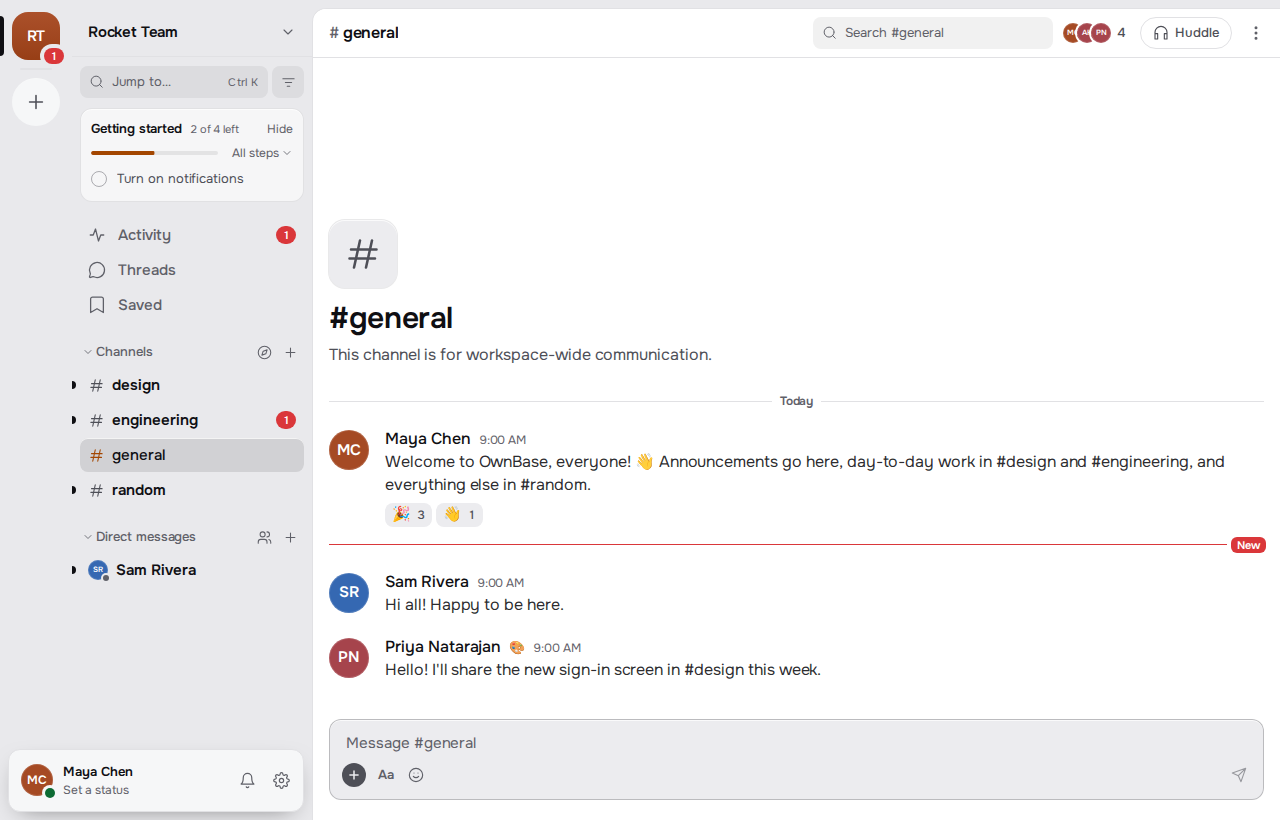 RT
1
Rocket Team
Jump to...
Ctrl K
Getting started 2 of 4 left Hide
All steps
Turn on notifications
Activity 1
Threads
Saved
Channels
# design
# engineering 1
# general
# random
Direct messages
SR Sam Rivera
MC Maya Chen
Set a status
# general
Search #general
PN 4
Huddle
#
#general
This channel is for workspace-wide communication.
Today
MC
Maya Chen 9:00 AM
Welcome to OwnBase, everyone! 👋 Announcements go here, day-to-day work in #design and #engineering, and
everything else in #random.
🎉 3 👋 1
New
SR
Sam Rivera 9:00 AM
Hi all! Happy to be here.
PN
Priya Natarajan 🎨 9:00 AM
Hello! I'll share the new sign-in screen in #design this week.
Message #general
Aa